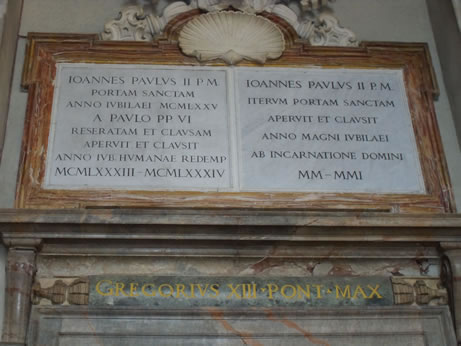 IOANNES PAVLVS II P.M.
PORTAM SANCTAM
ANNO IVBILAEI MCMLXXV
A PAVLO PP VI
RESERATAM ET CLAVSAM
APERVIT ET CLAVSIT
ANNO IVB HVMANAE REDEMP
MCMLXXXIII - MCMLXXXIV
IOANNES PAVLVS II P.M.
ITERVM PORTAM SANCTAM
APERVIT ET CLAVSIT
ANNO MAGNI IVBILAEI
AB INCARNATIONE DOMINI
MM - MMI
GREGORIVS XIII · PONT · MAX